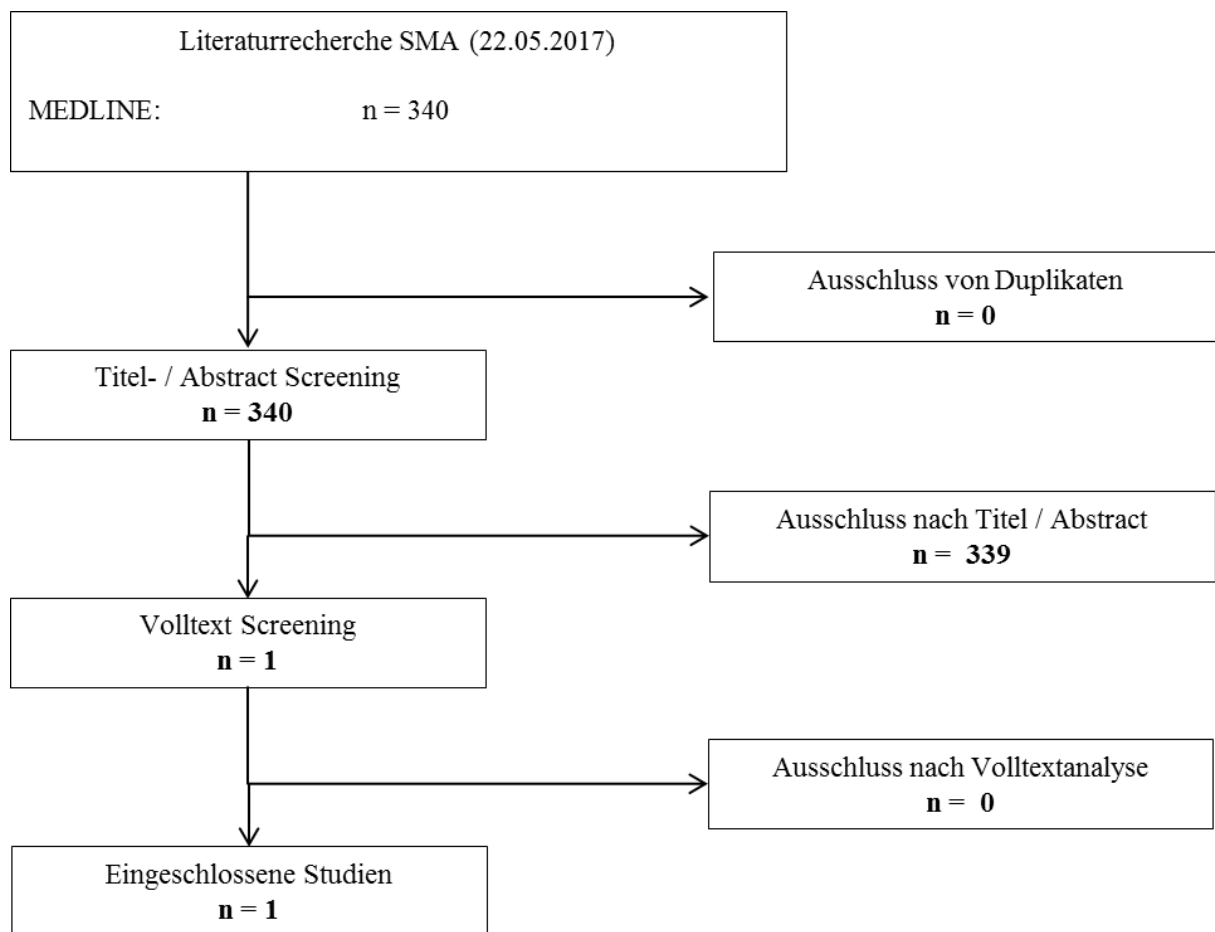 Literaturrecherche SMA (22.05.2017)
MEDLINE: n = 340
Ausschluss von Duplikaten
n = 0
Titel- / Abstract Screening
n = 340
Ausschluss nach Titel / Abstract
n = 339
Volltext Screening
n = 1
Ausschluss nach Volltextanalyse
n = 0
Eingeschlossene Studien
n = 1